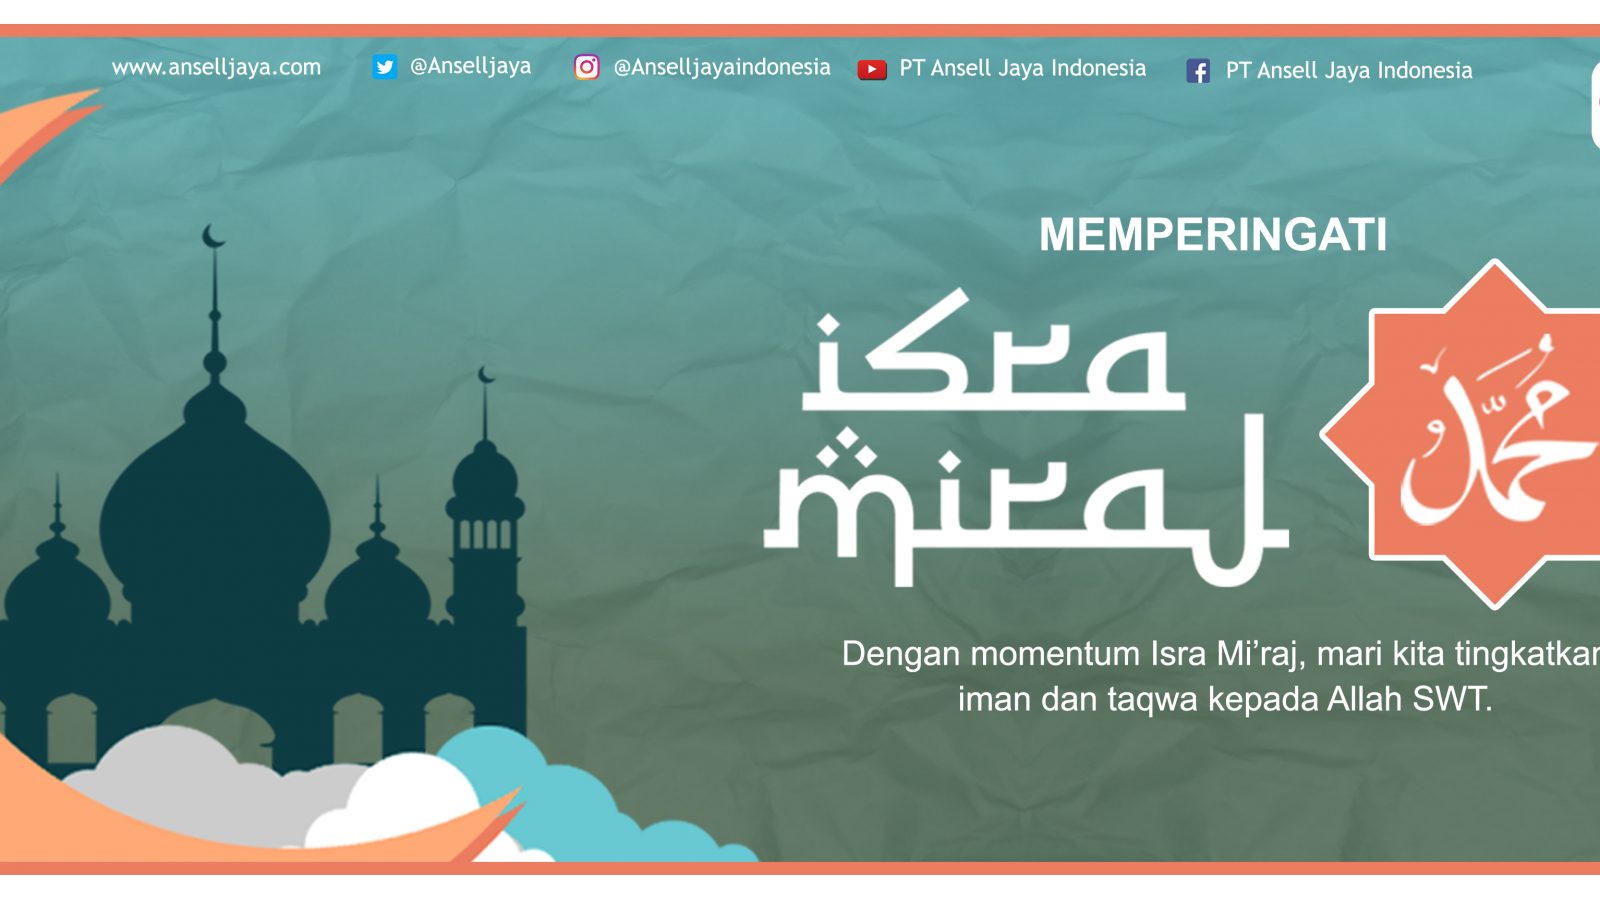 www.anselljaya.com @Anselljaya @Anselljayaindonesia PT Ansell Jaya Indonesia PT Ansell Jaya Indonesia
MEMPERINGATI
isra
miraj
محمد
Dengan momentum Isra Mi’raj, mari kita tingkatkan
iman dan taqwa kepada Allah SWT.